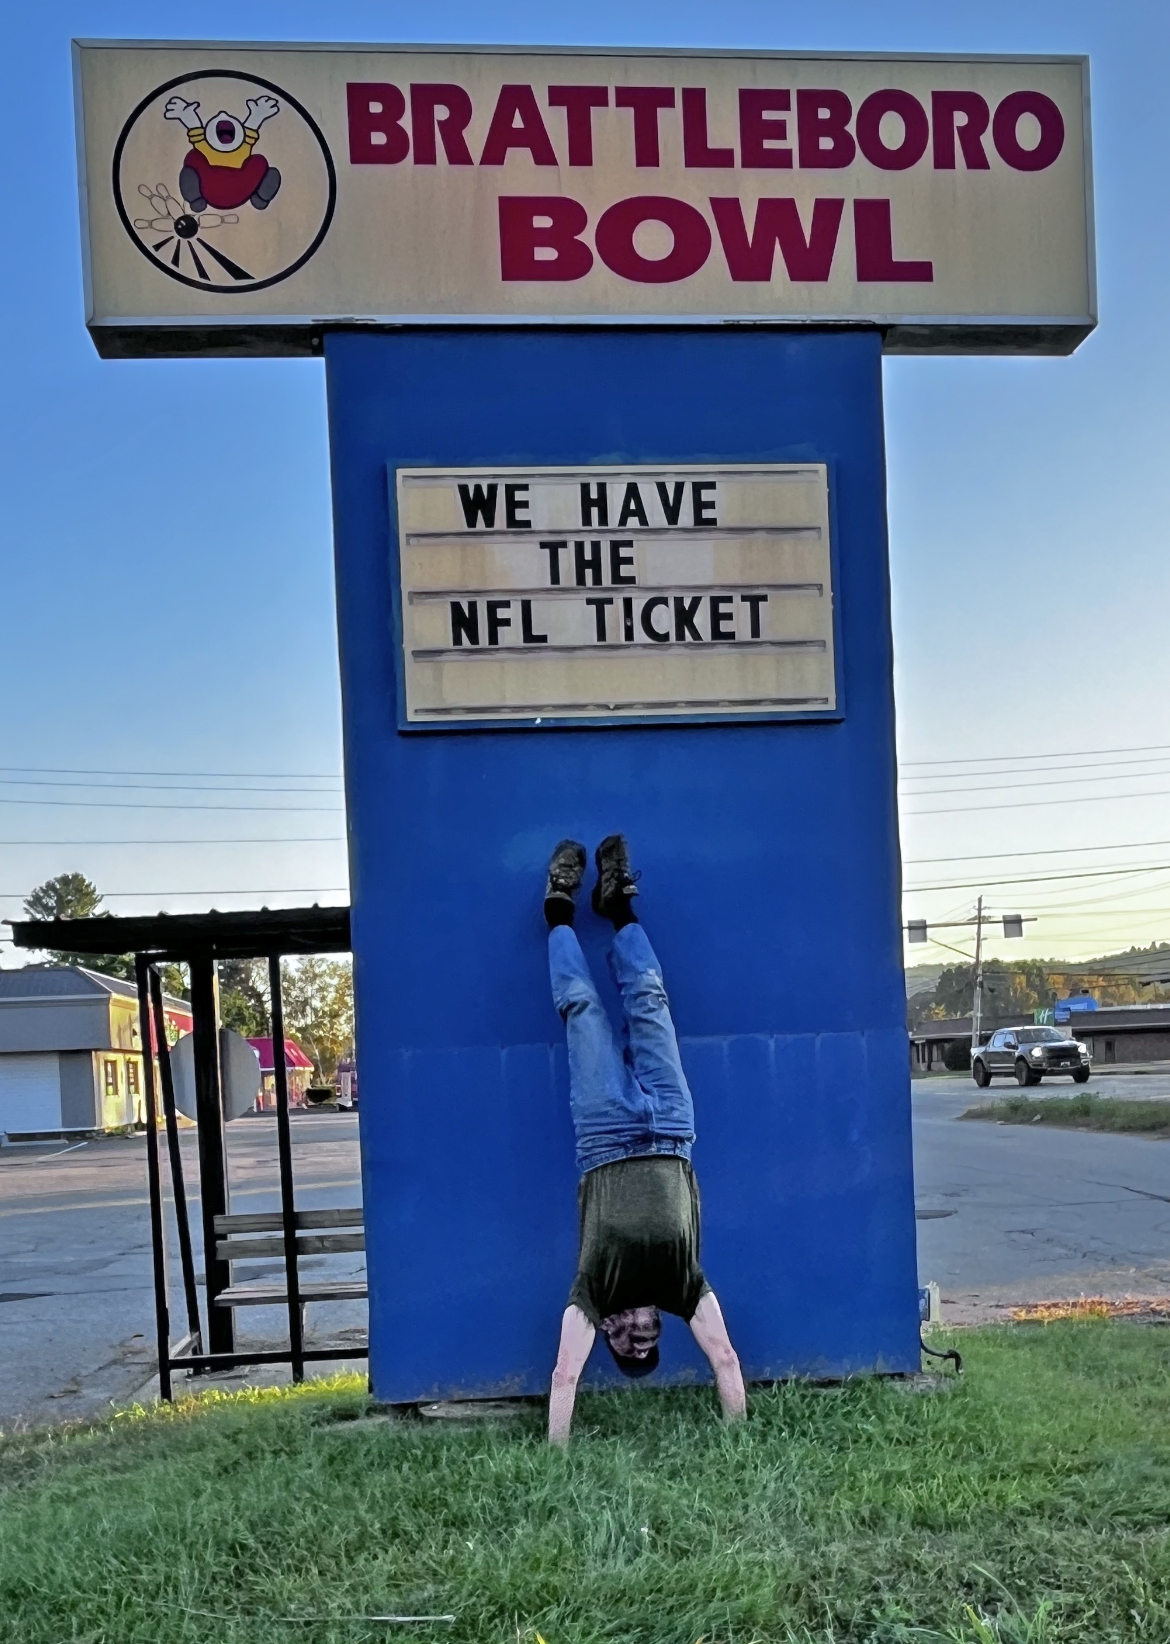 BRATTLEBORO
BOWL
WE HAVE
THE
NFL TICKET